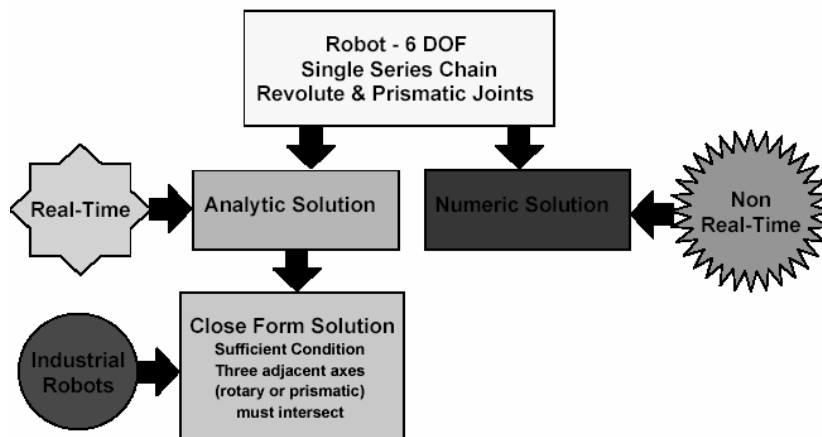 Robot - 6 DOF
Single Series Chain
Revolute & Prismatic Joints
Real-Time
Analytic Solution
Numeric Solution
Non
Real-Time
Close Form Solution
Sufficient Condition
Three adjacent axes
(rotary or prismatic)
must intersect
Industrial
Robots